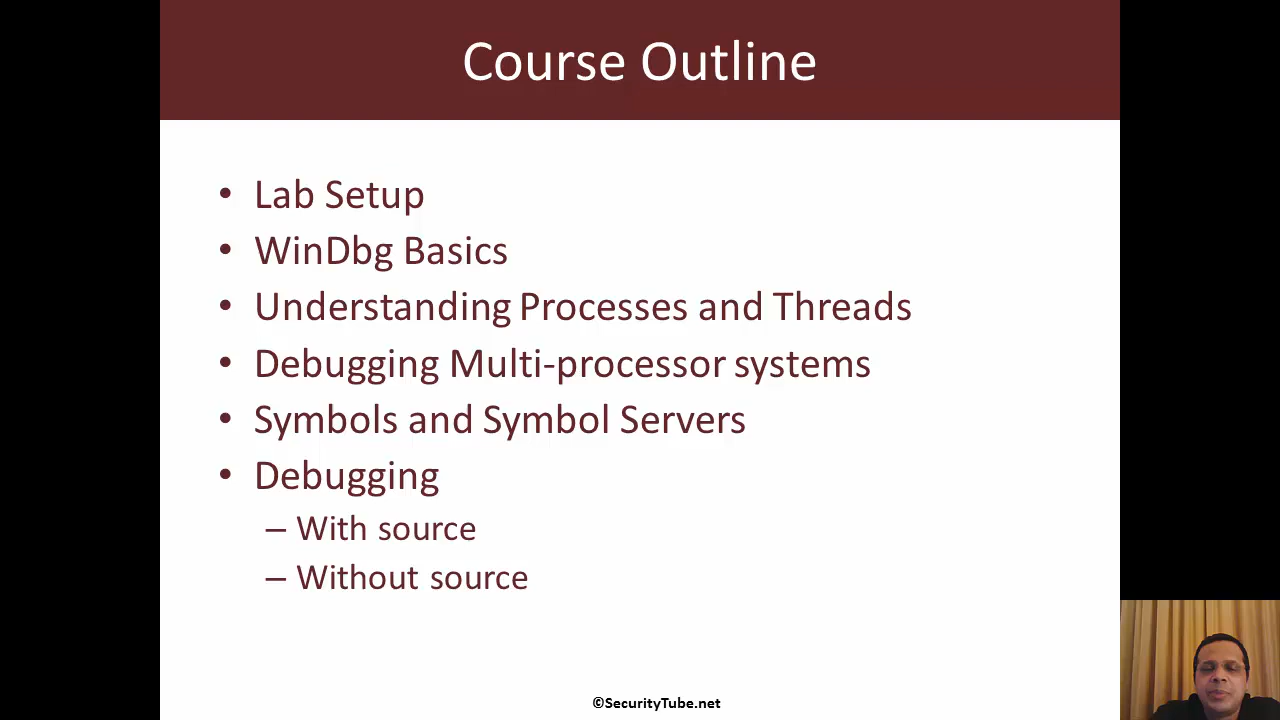 Course Outline
• Lab Setup
• WinDbg Basics
• Understanding Processes and Threads
• Debugging Multi-processor systems
• Symbols and Symbol Servers
• Debugging
– With source
– Without source
©SecurityTube.net